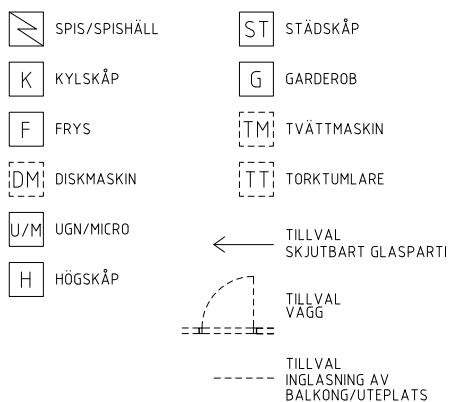 SPIS/SPISHÄLL
K KYLSKÅP
F FRYS
DM DISKMASKIN
U/M UGN/MICRO
H HÖGSKÅP
ST STÄDSKÅP
G GARDEROB
TM TVÄTTMASKIN
TT TORKTUMLARE
TILLVAL
SKJUTBART GLASPARTI
TILLVAL
VÄGG
TILLVAL
INGLASNING AV
BALKONG/UTEPLATS